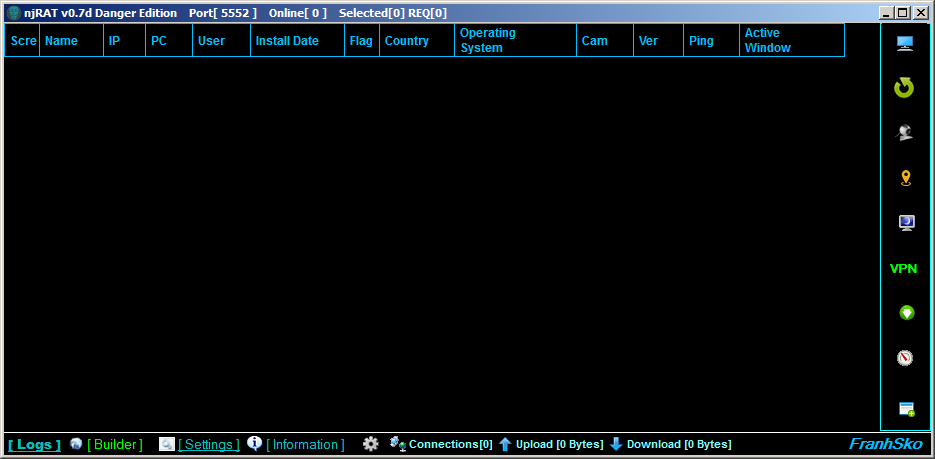 njRAT v0.7d Danger Edition Port[ 5552 ] Online[ 0 ] Selected[0] REQ[0]
Scre Name IP PC User Install Date Flag Country Operating System Cam Ver Ping Active Window
VPN
[ Logs ] [ Builder ] [ Settings ] [ Information ] Connections[0] Upload [0 Bytes] Download [0 Bytes] FranhSko